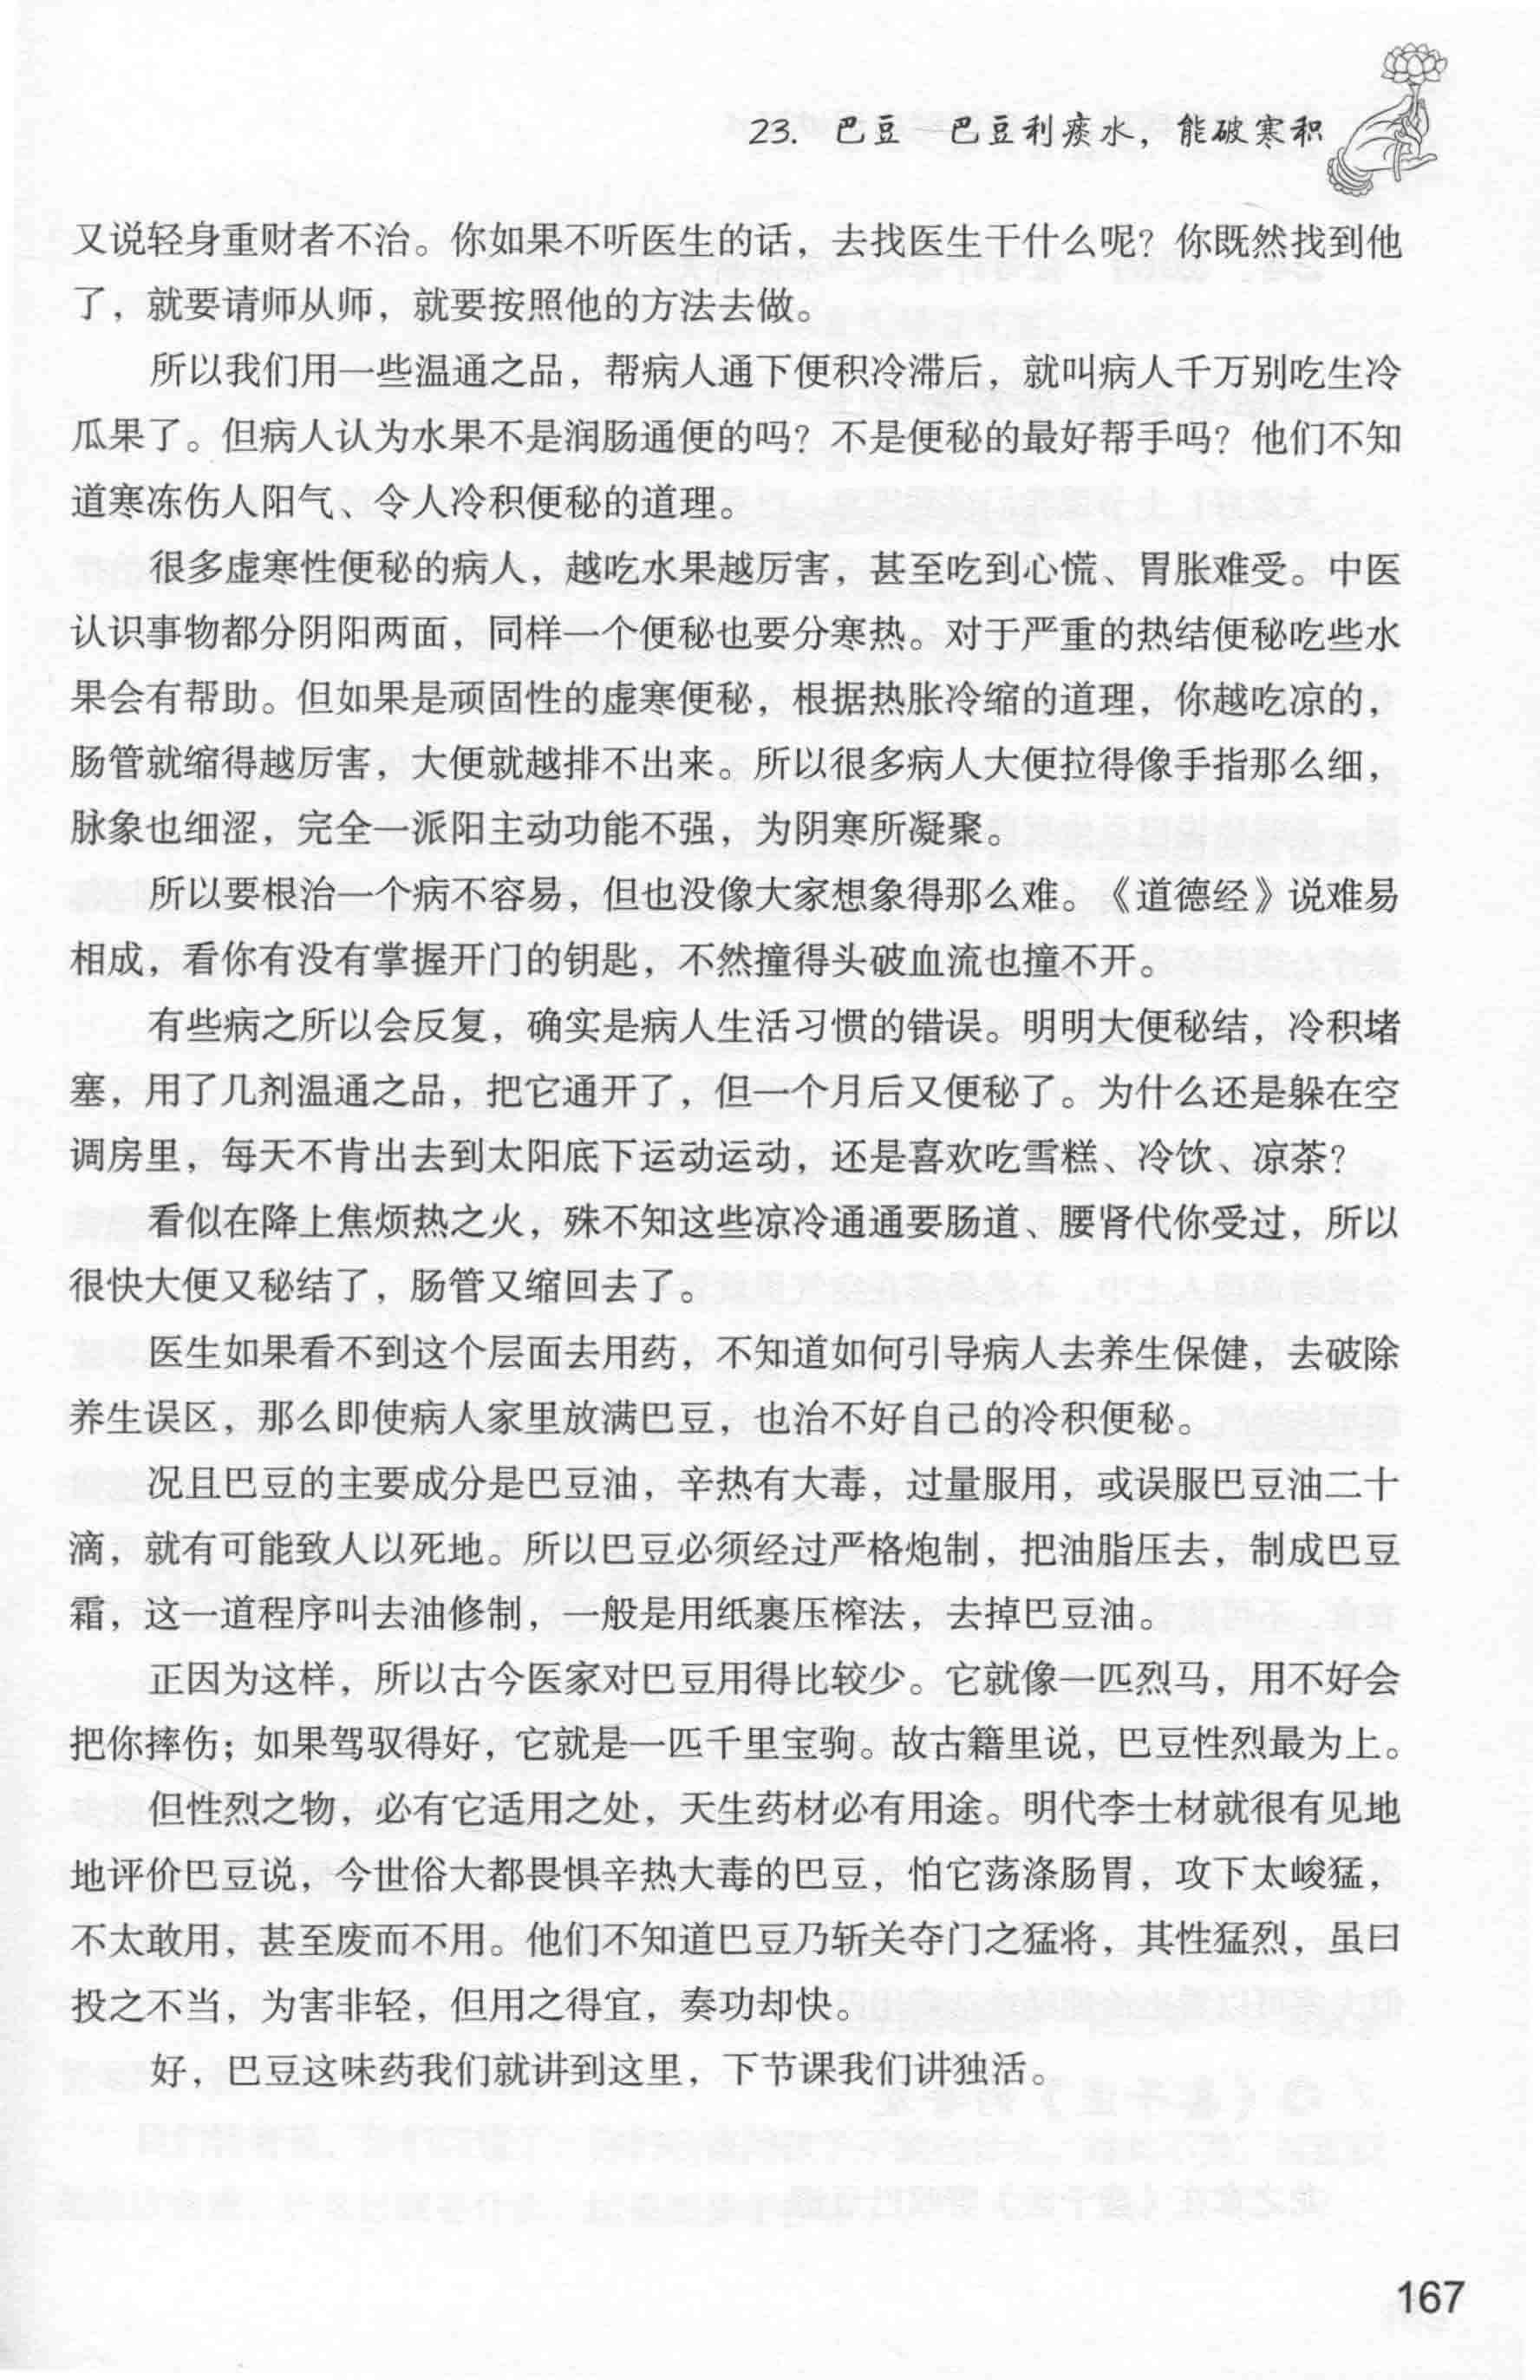 23. 巴豆 巴豆利痰水，能破寒积
又说轻身重财者不治。你如果不听医生的话，去找医生干什么呢？你既然找到他
了，就要请师从师，就要按照他的方法去做。
所以我们用一些温通之品，帮病人通下便积冷滞后，就叫病人千万别吃生冷
瓜果了。但病人认为水果不是润肠通便的吗？不是便秘的最好帮手吗？他们不知
道寒冻伤人阳气、令人冷积便秘的道理。
很多虚寒性便秘的病人，越吃水果越厉害，甚至吃到心慌、胃胀难受。中医
认识事物都分阴阳两面，同样一个便秘也要分寒热。对于严重的热结便秘吃些水
果会有帮助。但如果是顽固性的虚寒便秘，根据热胀冷缩的道理，你越吃凉的，
肠管就缩得越厉害，大便就越排不出来。所以很多病人大便拉得像手指那么细，
脉象也细涩，完全一派阳主动功能不强，为阴寒所凝聚。
所以要根治一个病不容易，但也没像大家想象得那么难。《道德经》说难易
相成，看你有没有掌握开门的钥匙，不然撞得头破血流也撞不开。
有些病之所以会反复，确实是病人生活习惯的错误。明明大便秘结，冷积堵
塞，用了几剂温通之品，把它通开了，但一个月后又便秘了。为什么还是躲在空
调房里，每天不肯出去到太阳底下运动运动，还是喜欢吃雪糕、冷饮、凉茶？
看似在降上焦烦热之火，殊不知这些凉冷通通要肠道、腰肾代你受过，所以
很快大便又秘结了，肠管又缩回去了。
医生如果看不到这个层面去用药，不知道如何引导病人去养生保健，去破除
养生误区，那么即使病人家里放满巴豆，也治不好自己的冷积便秘。
况且巴豆的主要成分是巴豆油，辛热有大毒，过量服用，或误服巴豆油二十
滴，就有可能致人以死地。所以巴豆必须经过严格炮制，把油脂压去，制成巴豆
霜，这一道程序叫去油修制，一般是用纸裹压榨法，去掉巴豆油。
正因为这样，所以古今医家对巴豆用得比较少。它就像一匹烈马，用不好会
把你摔伤；如果驾驭得好，它就是一匹千里宝驹。故古籍里说，巴豆性烈最为上。
但性烈之物，必有它适用之处，天生药材必有用途。明代李士材就很有见地
地评价巴豆说，今世俗大都畏惧辛热大毒的巴豆，怕它荡涤肠胃，攻下太峻猛，
不太敢用，甚至废而不用。他们不知道巴豆乃斩关夺门之猛将，其性猛烈，虽曰
投之不当，为害非轻，但用之得宜，奏功却快。
好，巴豆这味药我们就讲到这里，下节课我们讲独活。
167